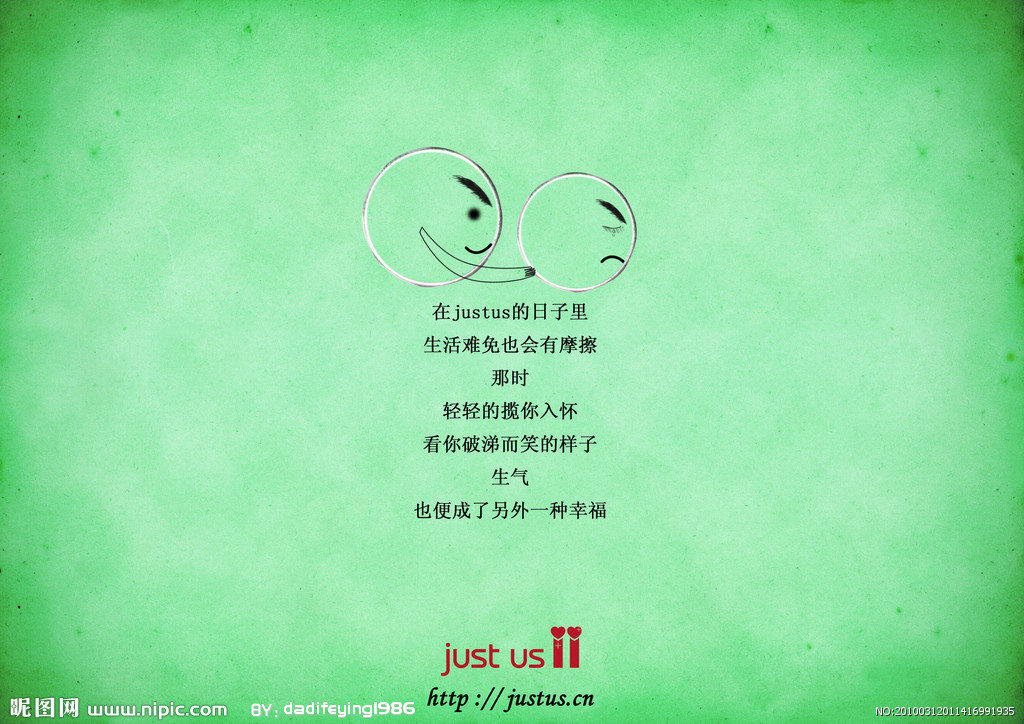 在justus的日子里
生活难免也会有摩擦
那时
轻轻的揽你入怀
看你破涕而笑的样子
生气
也便成了另外一种幸福
just us
http://justus.cn
昵图网 www.nipic.com BY: dadifeying1986 NO:20100312011416991935